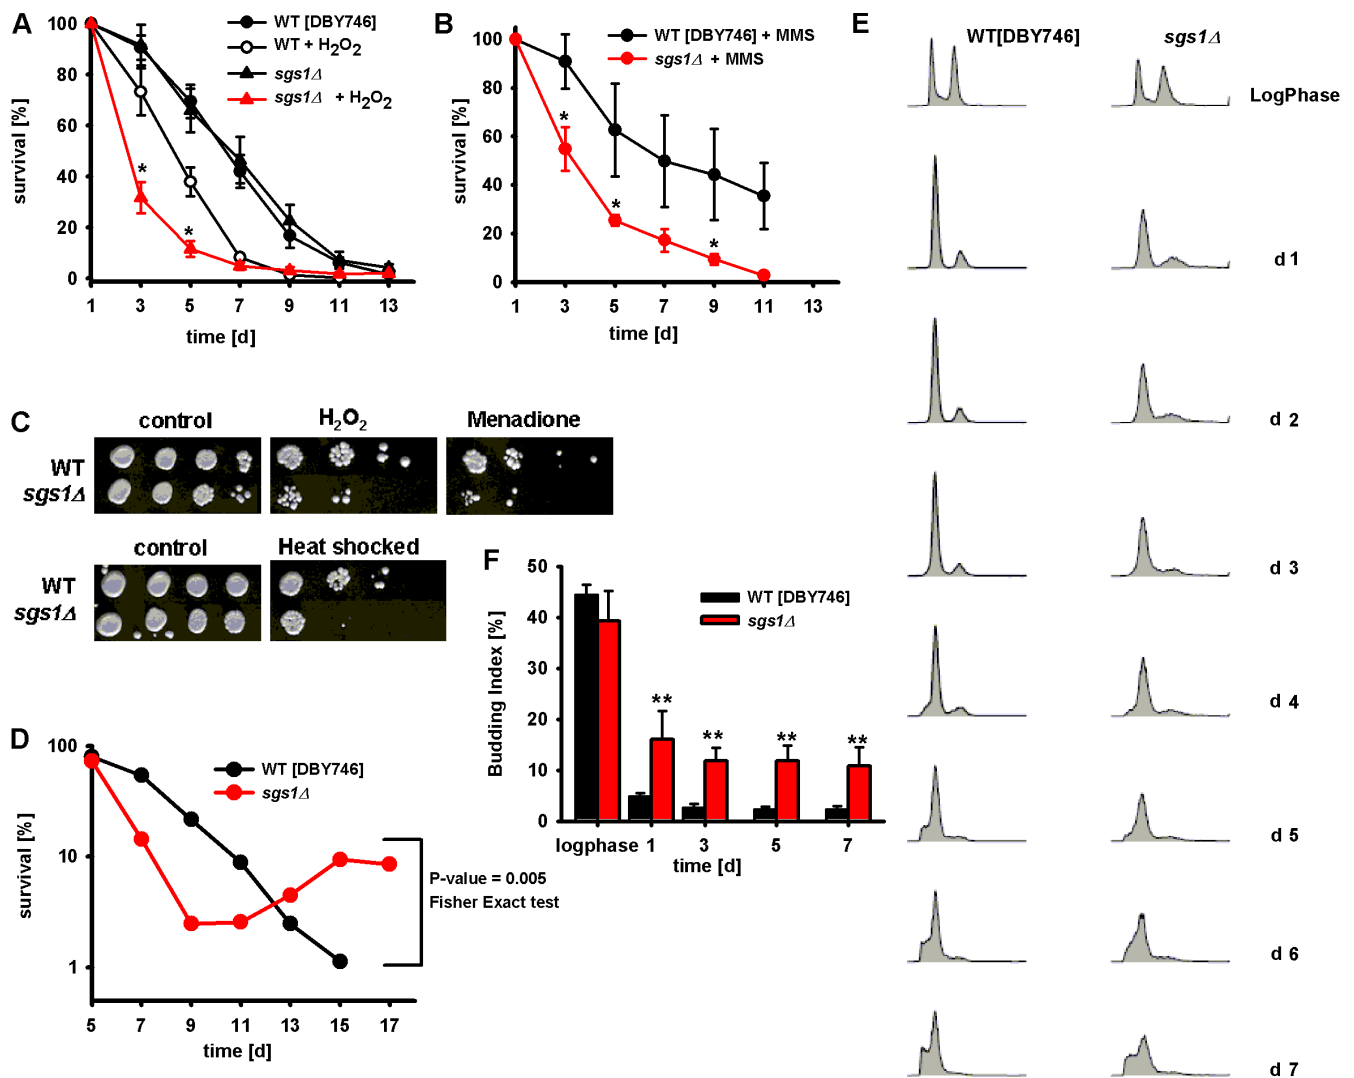 A
100
80
60
40
20
0
survival [%]
1 3 5 7 9 11 13
time [d]
WT [DBY746]
WT + H2O2
sgs1Δ
sgs1Δ + H2O2
*
*
B
100
80
60
40
20
0
survival [%]
1 3 5 7 9 11 13
time [d]
WT [DBY746] + MMS
sgs1Δ + MMS
*
*
*
C
control H2O2 Menadione
WT
sgs1Δ
control Heat shocked
WT
sgs1Δ
D
100
10
1
survival [%]
5 7 9 11 13 15 17
time [d]
WT [DBY746]
sgs1Δ
P-value = 0.005
Fisher Exact test
E
WT[DBY746] sgs1Δ
LogPhase
d 1
d 2
d 3
d 4
d 5
d 6
d 7
F
50
40
30
20
10
0
Budding Index [%]
logphase 1 3 5 7
time [d]
WT [DBY746]
sgs1Δ
** ** ** **